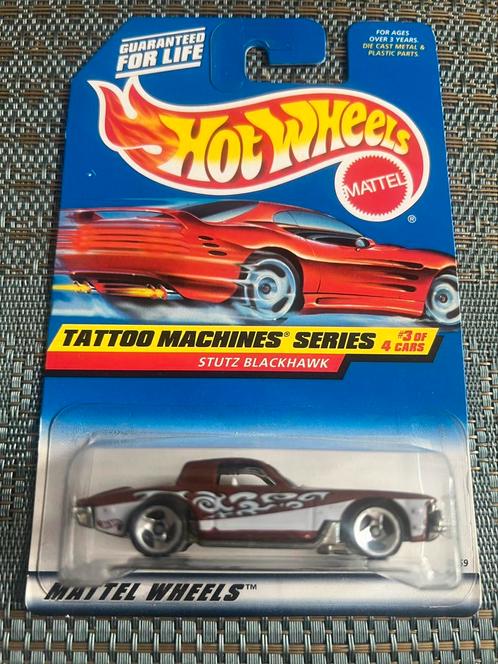 GUARANTEED
FOR LIFE
FOR AGES
OVER 3 YEARS.
DIE CAST METAL &
PLASTIC PARTS.
HOT WHEELS
MATTEL
®
TATTOO MACHINES® SERIES
#3 OF
4 CARS
STUTZ BLACKHAWK
MATTEL WHEELS™